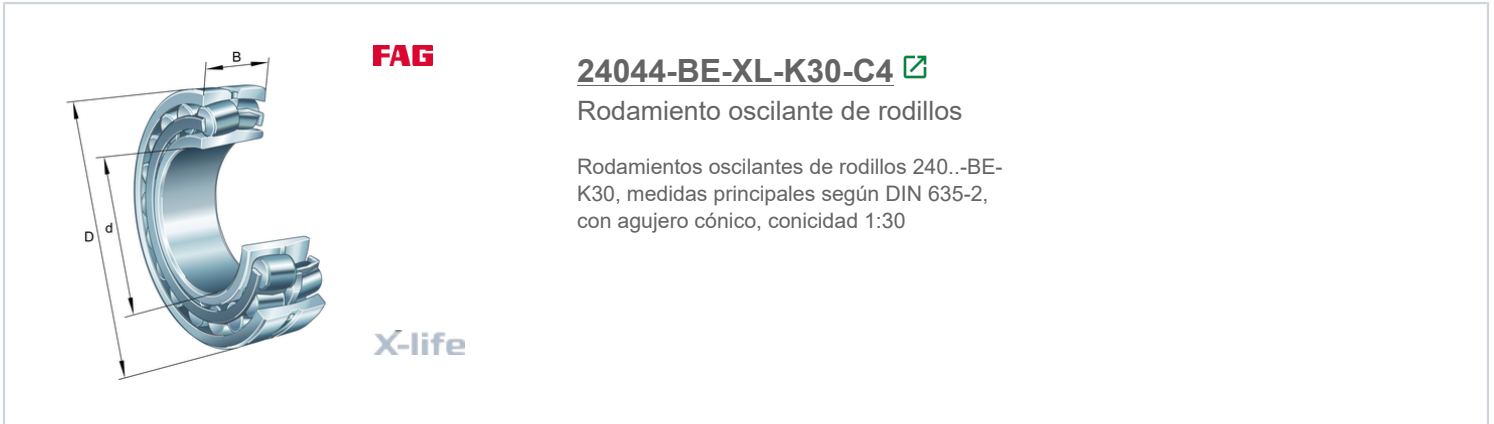 B
FAG
D
d
X-life
24044-BE-XL-K30-C4
Rodamiento oscilante de rodillos
Rodamientos oscilantes de rodillos 240..-BE-
K30, medidas principales según DIN 635-2,
con agujero cónico, conicidad 1:30